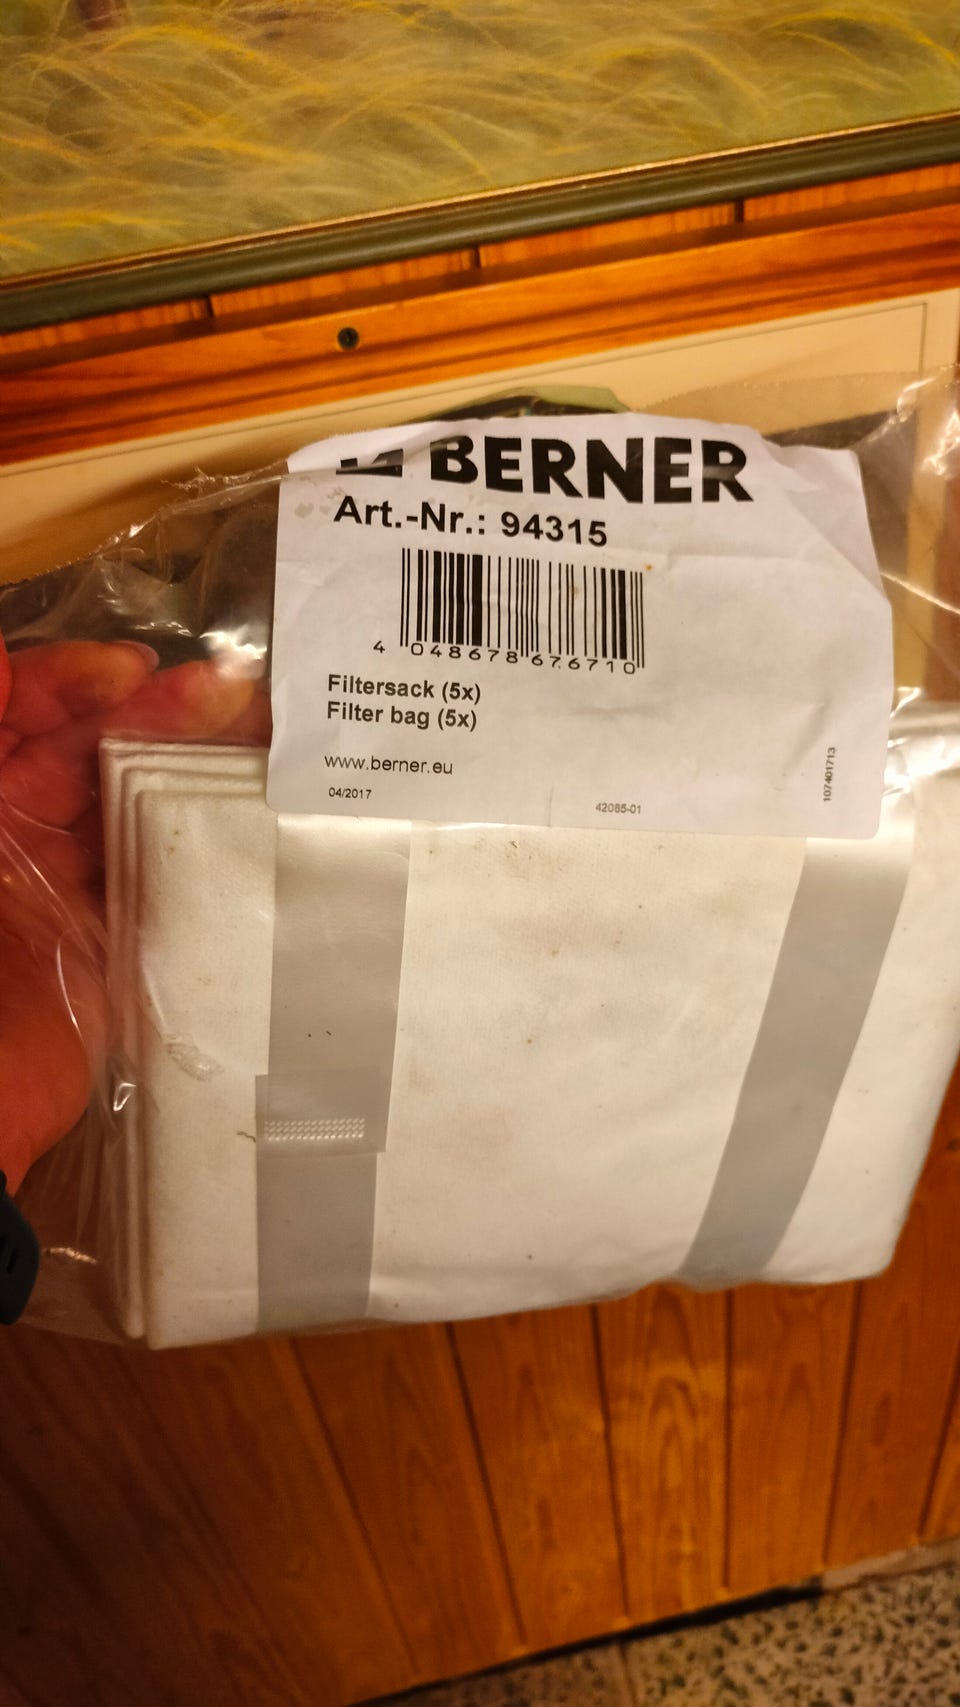 BERNER
Art.-Nr.: 94315
4 048678 676710
Filtersack (5x)
Filter bag (5x)
www.berner.eu
04/2017
42085-01
107401713